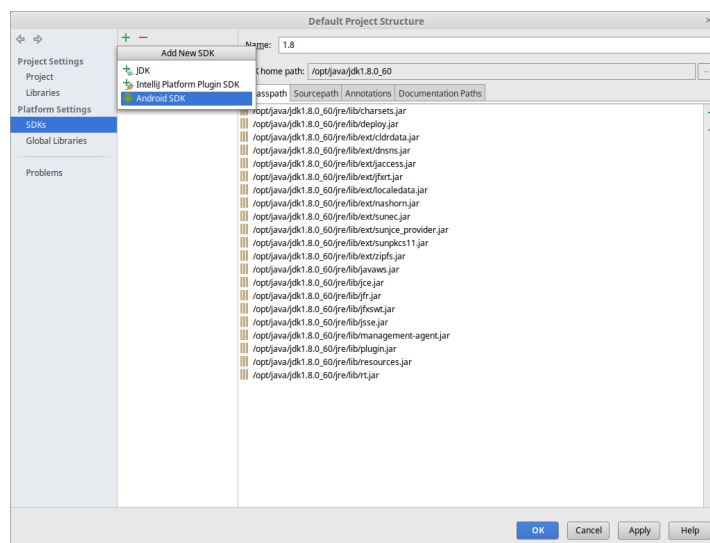 Default Project Structure
Project Settings
Project
Libraries
Platform Settings
SDKs
Global Libraries
Problems
Add New SDK
JDK
IntelliJ Platform Plugin SDK
Android SDK
Name: 1.8
home path: /opt/java/jdk1.8.0_60
Sourcepath Annotations Documentation Paths
/opt/java/jdk1.8.0_60/jre/lib/charsets.jar
/opt/java/jdk1.8.0_60/jre/lib/deploy.jar
/opt/java/jdk1.8.0_60/jre/lib/ext/cldrdata.jar
/opt/java/jdk1.8.0_60/jre/lib/ext/dnsns.jar
/opt/java/jdk1.8.0_60/jre/lib/ext/jaccess.jar
/opt/java/jdk1.8.0_60/jre/lib/ext/jfxrt.jar
/opt/java/jdk1.8.0_60/jre/lib/ext/localedata.jar
/opt/java/jdk1.8.0_60/jre/lib/ext/nashorn.jar
/opt/java/jdk1.8.0_60/jre/lib/ext/sunec.jar
/opt/java/jdk1.8.0_60/jre/lib/ext/sunjce_provider.jar
/opt/java/jdk1.8.0_60/jre/lib/ext/sunpkcs11.jar
/opt/java/jdk1.8.0_60/jre/lib/ext/zipfs.jar
/opt/java/jdk1.8.0_60/jre/lib/javaws.jar
/opt/java/jdk1.8.0_60/jre/lib/jce.jar
/opt/java/jdk1.8.0_60/jre/lib/jfr.jar
/opt/java/jdk1.8.0_60/jre/lib/jfxswt.jar
/opt/java/jdk1.8.0_60/jre/lib/jsse.jar
/opt/java/jdk1.8.0_60/jre/lib/management-agent.jar
/opt/java/jdk1.8.0_60/jre/lib/plugin.jar
/opt/java/jdk1.8.0_60/jre/lib/resources.jar
/opt/java/jdk1.8.0_60/jre/lib/rt.jar
OK Cancel Apply Help